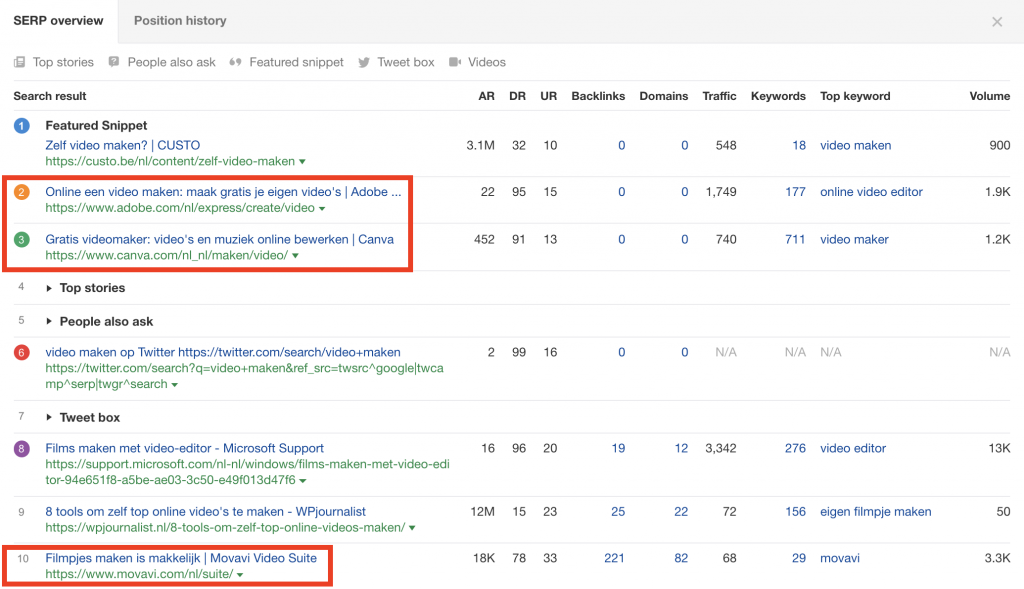 SERP overview Position history ×
Top stories People also ask Featured snippet Tweet box Videos
Search result AR DR UR Backlinks Domains Traffic Keywords Top keyword Volume
1 Featured Snippet
Zelf video maken? | CUSTO 3.1M 32 10 0 0 548 18 video maken 900
https://custo.be/nl/content/zelf-video-maken ▼
2 Online een video maken: maak gratis je eigen video's | Adobe ... 22 95 15 0 0 1,749 177 online video editor 1.9K
https://www.adobe.com/nl/express/create/video ▼
3 Gratis videomaker: video's en muziek online bewerken | Canva 452 91 13 0 0 740 711 video maker 1.2K
https://www.canva.com/nl_nl/maken/video/ ▼
4 ▶ Top stories
5 ▶ People also ask
6 video maken op Twitter https://twitter.com/search/video+maken 2 99 16 0 0 N/A N/A N/A N/A
https://twitter.com/search?q=video+maken&ref_src=twsrc^google|twca
mp^serp|twgr^search ▼
7 ▶ Tweet box
8 Films maken met video-editor - Microsoft Support 16 96 20 19 12 3,342 276 video editor 13K
https://support.microsoft.com/nl-nl/windows/films-maken-met-video-edi
tor-94e651f8-a5be-ae03-3c50-e49f013d47f6 ▼
9 8 tools om zelf top online video's te maken - WPjournalist 12M 15 23 25 22 72 156 eigen filmpje maken 50
https://wpjournalist.nl/8-tools-om-zelf-top-online-videos-maken/ ▼
10 Filmpjes maken is makkelijk | Movavi Video Suite 18K 78 33 221 82 68 29 movavi 3.3K
https://www.movavi.com/nl/suite/ ▼